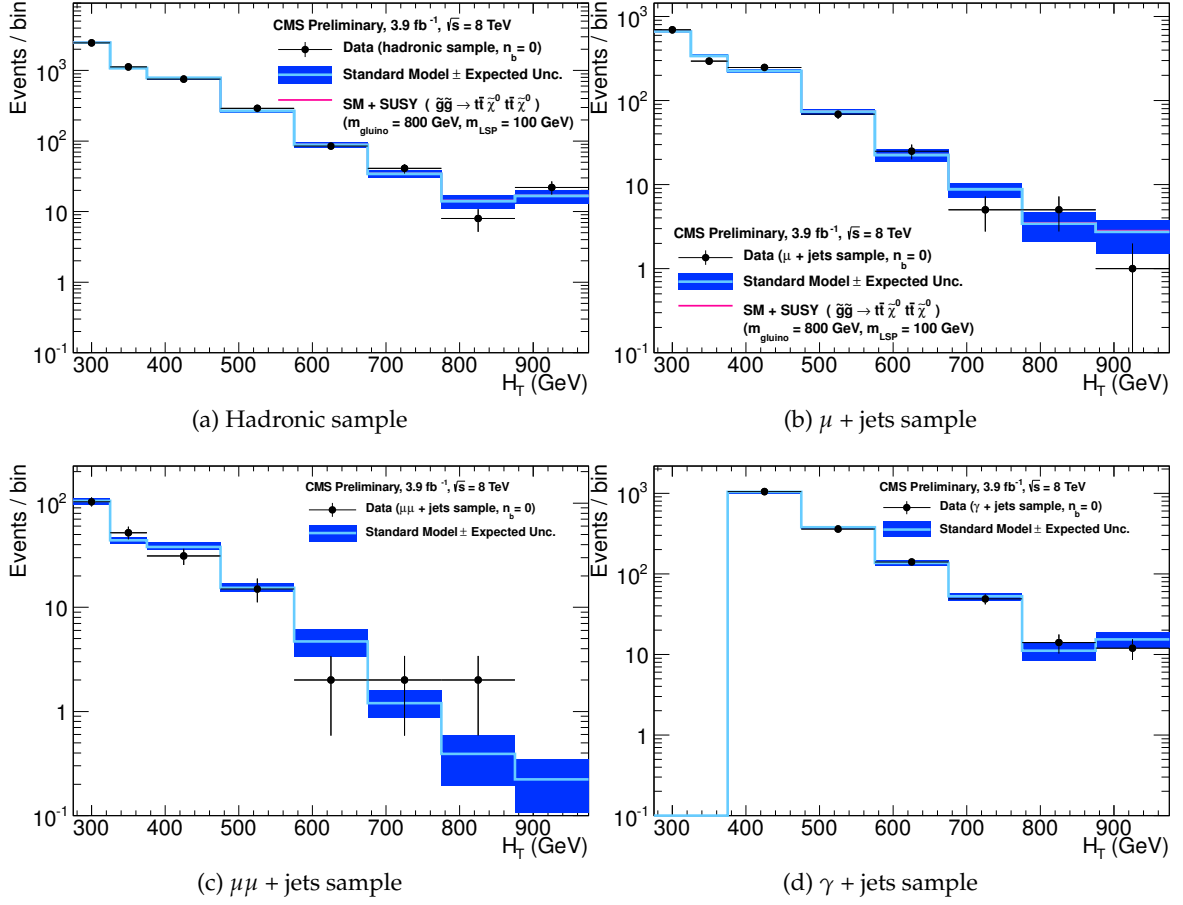 CMS Preliminary, 3.9 fb⁻¹, √s = 8 TeV
Data (hadronic sample, n_b = 0)
Standard Model ± Expected Unc.
SM + SUSY ( g̃g̃ → tt̄ χ̃⁰ tt̄ χ̃⁰ )
(m_gluino = 800 GeV, m_LSP = 100 GeV)
Events / bin
10³
10²
10
1
10⁻¹
300 400 500 600 700 800 900
H_T (GeV)
(a) Hadronic sample
Events / bin
10³
10²
10
1
10⁻¹
CMS Preliminary, 3.9 fb⁻¹, √s = 8 TeV
Data (μ + jets sample, n_b = 0)
Standard Model ± Expected Unc.
SM + SUSY ( g̃g̃ → tt̄ χ̃⁰ tt̄ χ̃⁰ )
(m_gluino = 800 GeV, m_LSP = 100 GeV)
300 400 500 600 700 800 900
H_T (GeV)
(b) μ + jets sample
Events / bin
10²
10
1
10⁻¹
CMS Preliminary, 3.9 fb⁻¹, √s = 8 TeV
Data (μμ + jets sample, n_b = 0)
Standard Model ± Expected Unc.
300 400 500 600 700 800 900
H_T (GeV)
(c) μμ + jets sample
Events / bin
10³
10²
10
1
10⁻¹
CMS Preliminary, 3.9 fb⁻¹, √s = 8 TeV
Data (γ + jets sample, n_b = 0)
Standard Model ± Expected Unc.
300 400 500 600 700 800 900
H_T (GeV)
(d) γ + jets sample